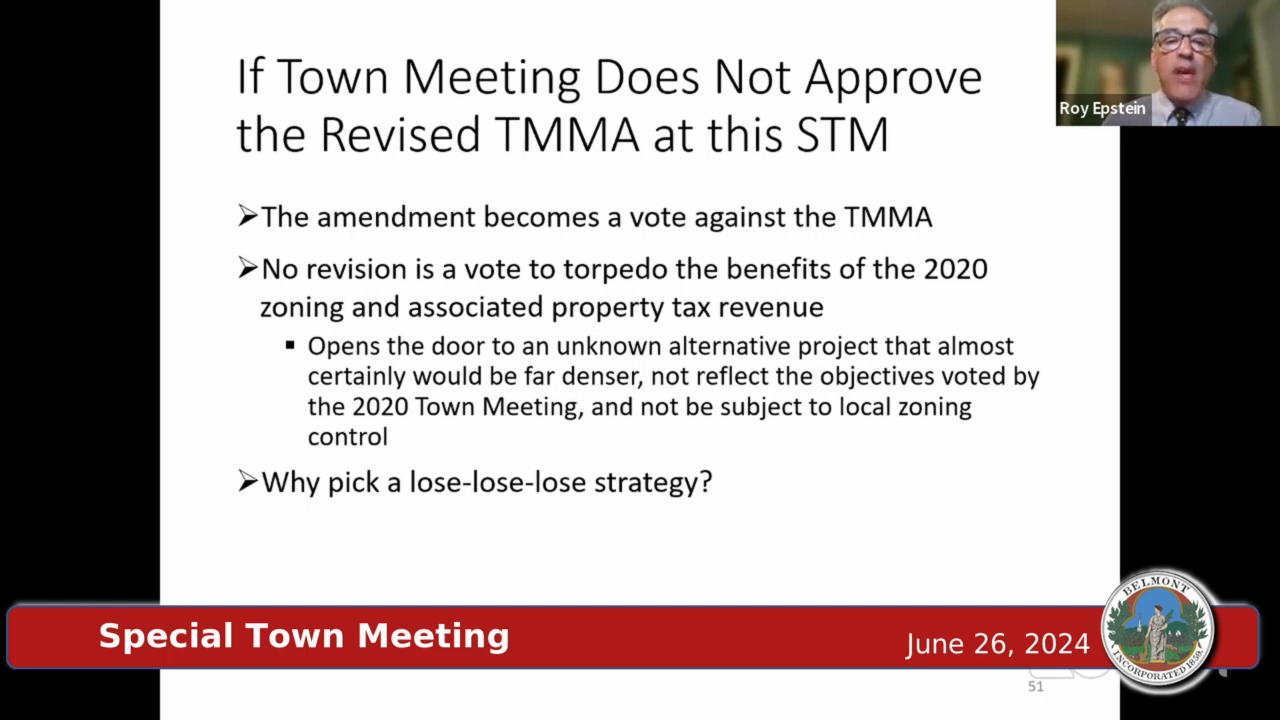 If Town Meeting Does Not Approve
the Revised TMMA at this STM
Roy Epstein
➢The amendment becomes a vote against the TMMA
➢No revision is a vote to torpedo the benefits of the 2020
zoning and associated property tax revenue
▪ Opens the door to an unknown alternative project that almost
certainly would be far denser, not reflect the objectives voted by
the 2020 Town Meeting, and not be subject to local zoning
control
➢Why pick a lose-lose-lose strategy?
Special Town Meeting
June 26, 2024
BELMONT
INCORPORATED 1859
51